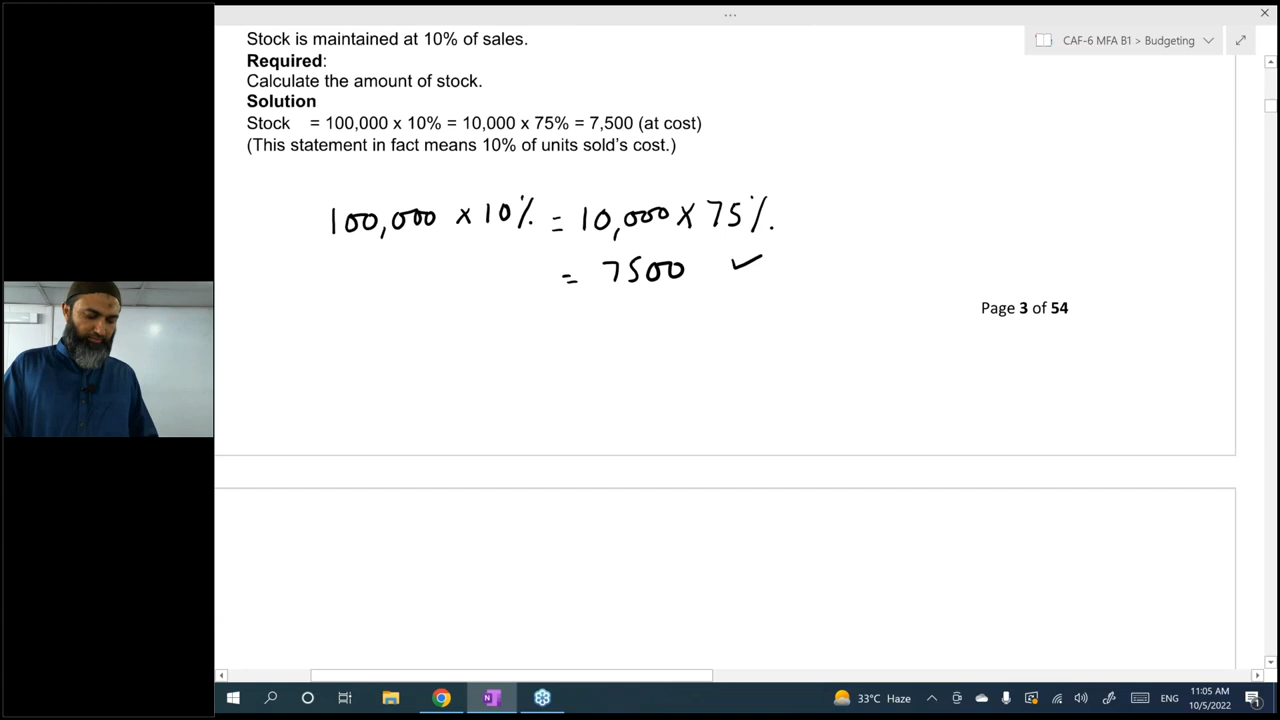 Stock is maintained at 10% of sales.
CAF-6 MFA B1 > Budgeting
Required:
Calculate the amount of stock.
Solution
Stock = 100,000 x 10% = 10,000 x 75% = 7,500 (at cost)
(This statement in fact means 10% of units sold's cost.)
100,000 x 10% = 10,000 x 75%.
= 7500 ✓
Page 3 of 54
33°C Haze
ENG
11:05 AM
10/5/2022
1